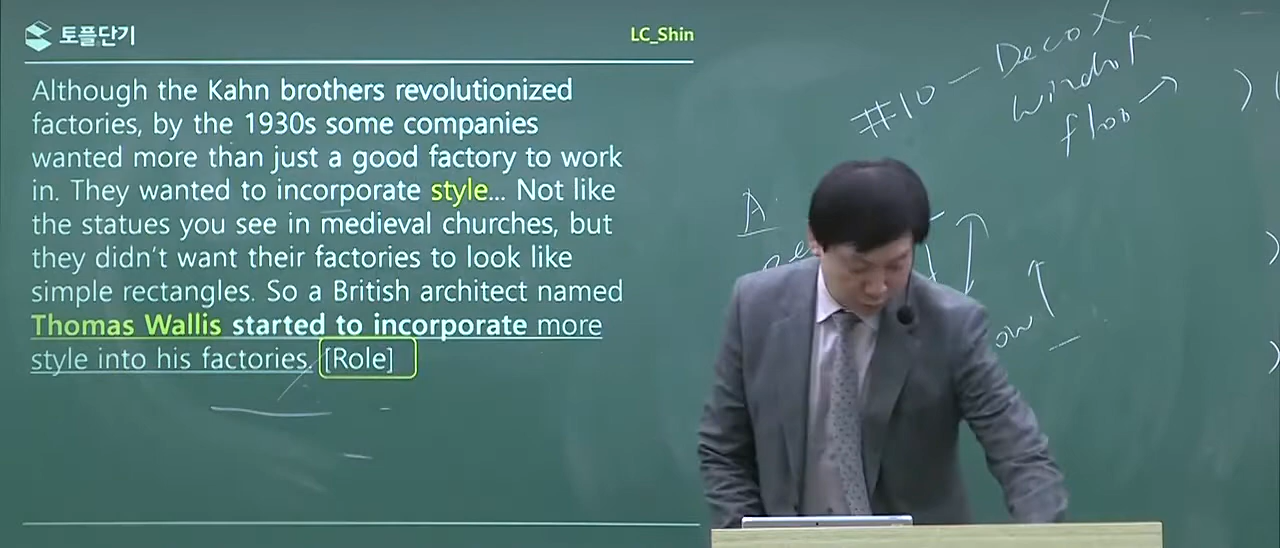 토플단기
LC_Shin
Although the Kahn brothers revolutionized
factories, by the 1930s some companies
wanted more than just a good factory to work
in. They wanted to incorporate style... Not like
the statues you see in medieval churches, but
they didn't want their factories to look like
simple rectangles. So a British architect named
Thomas Wallis started to incorporate more
style into his factories. [Role]
#10 - Deco X
A.